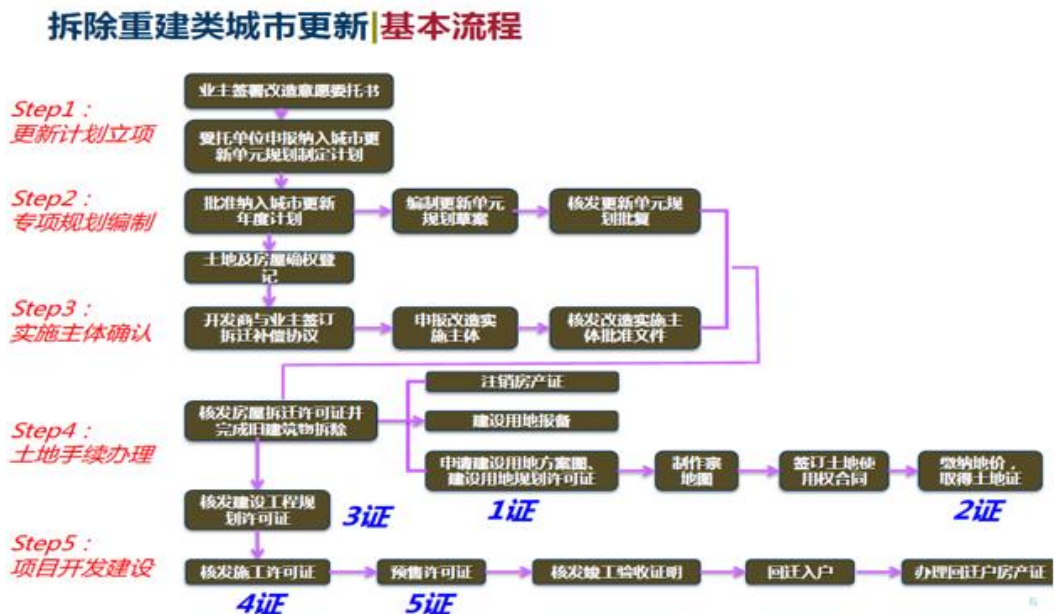 拆除重建类城市更新|基本流程
Step1：
更新计划立项
业主签署改造意愿委托书
受托单位申报纳入城市更
新单元规划制定计划
Step2：
专项规划编制
批准纳入城市更新
年度计划
编制更新单元
规划草案
核发更新单元规
划批复
土地及房屋确权登
记
Step3：
实施主体确认
开发商与业主签订
拆迁补偿协议
申报改造实
施主体
核发改造实施主
体批准文件
注销房产证
Step4：
土地手续办理
核发房屋拆迁许可证并
完成旧建筑物拆除
建设用地报备
申请建设用地方案图、
建设用地规划许可证
制作宗
地图
签订土地使
用权合同
缴纳地价，
取得土地证
核发建设工程规
划许可证
3证
1证
2证
Step5：
项目开发建设
核发施工许可证
预售许可证
核发竣工验收证明
回迁入户
办理回迁户房产证
4证
5证